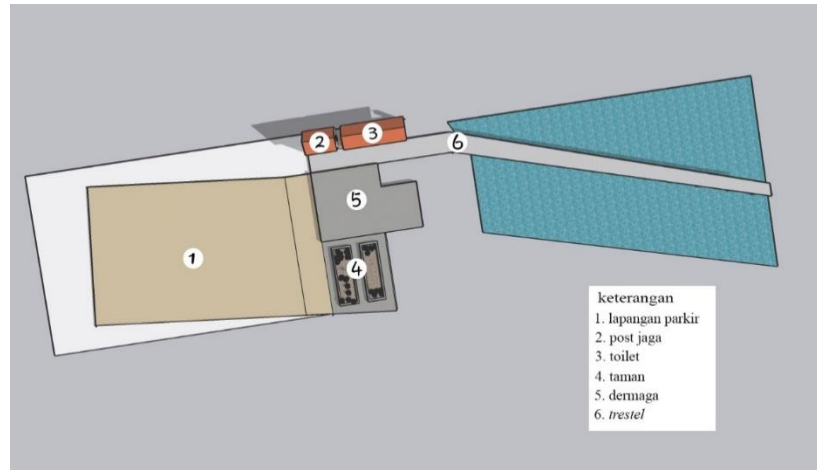 2
3
6
5
1
4
keterangan
1. lapangan parkir
2. post jaga
3. toilet
4. taman
5. dermaga
6. trestel